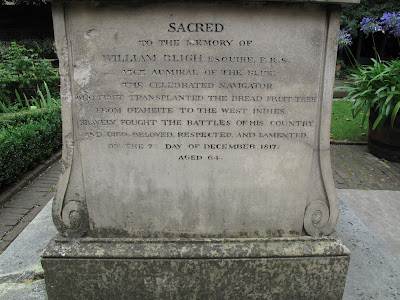 SACRED
TO THE MEMORY OF
WILLIAM BLIGH ESQUIRE, F.R.S.
VICE ADMIRAL OF THE BLUE,
THE CELEBRATED NAVIGATOR
WHO FIRST TRANSPLANTED THE BREAD FRUIT TREE
FROM OTAHEITE TO THE WEST INDIES,
BRAVELY FOUGHT THE BATTLES OF HIS COUNTRY
AND DIED BELOVED, RESPECTED, AND LAMENTED,
ON THE 7TH DAY OF DECEMBER 1817.
AGED 64.